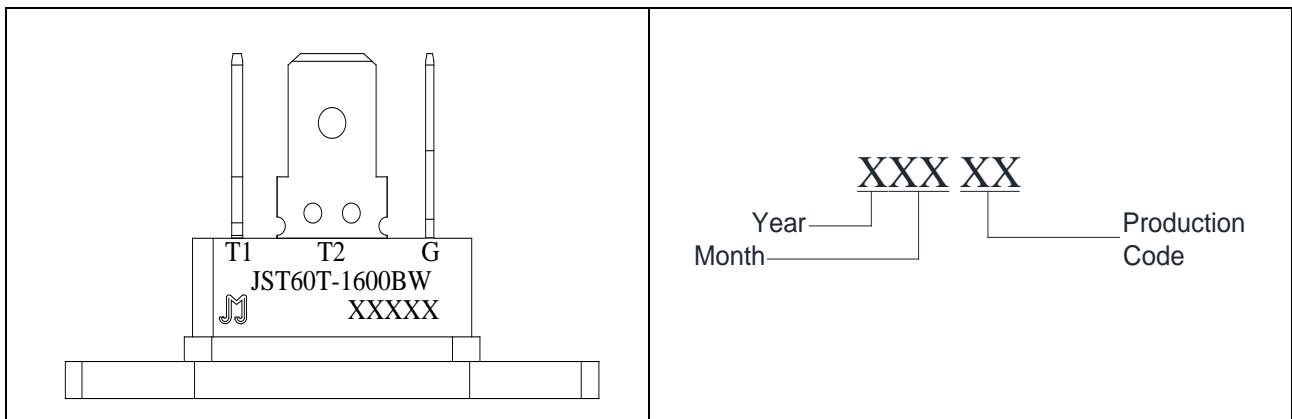 T1 T2 G
JST60T-1600BW
XXXXX
XXX XX
Year
Month
Production
Code